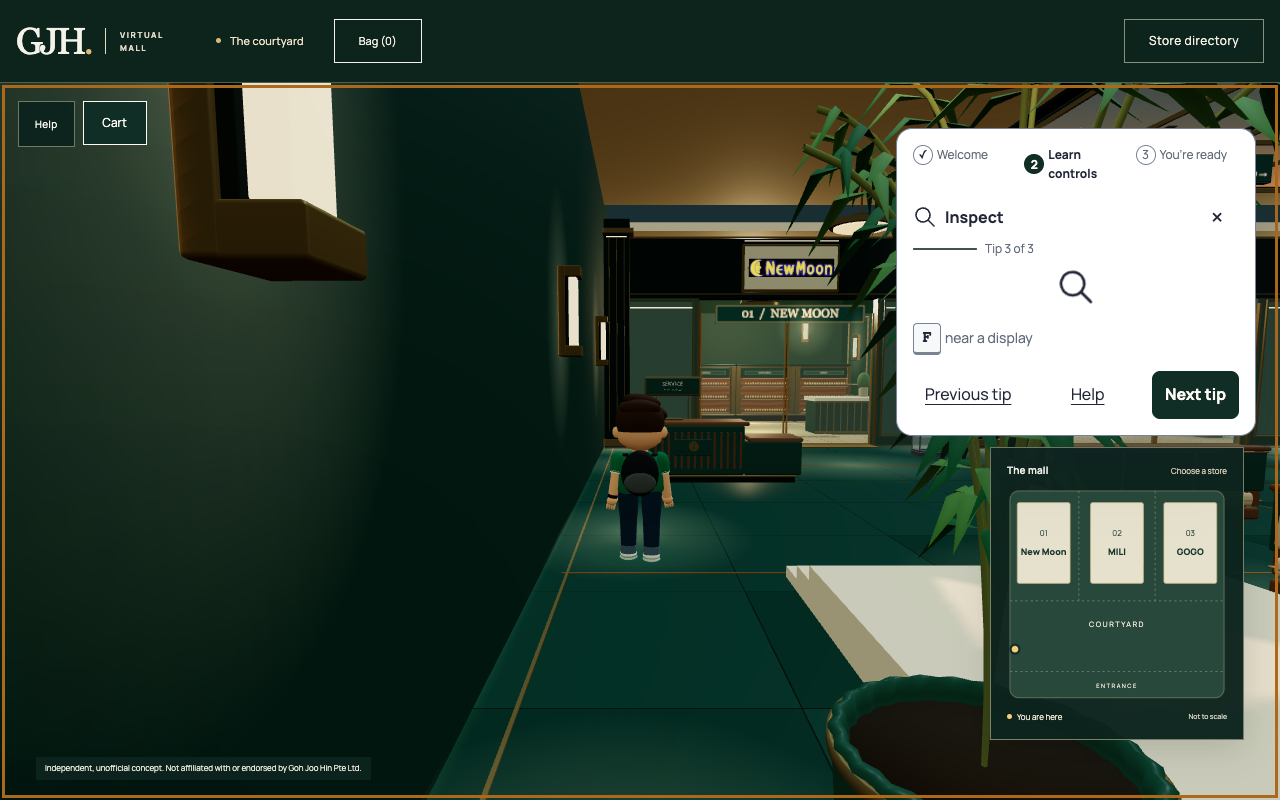 GJH.
VIRTUAL
MALL
The courtyard
Bag (0)
Store directory
Help
Cart
Welcome
2
Learn
controls
3
You're ready
Inspect
Tip 3 of 3
F
near a display
Previous tip
Help
Next tip
NewMoon
01 / NEW MOON
SERVICE
The mall
Choose a store
01
New Moon
02
MILI
03
GOGO
COURTYARD
ENTRANCE
You are here
Not to scale
Independent, unofficial concept. Not affiliated with or endorsed by Goh Joo Hin Pte Ltd.